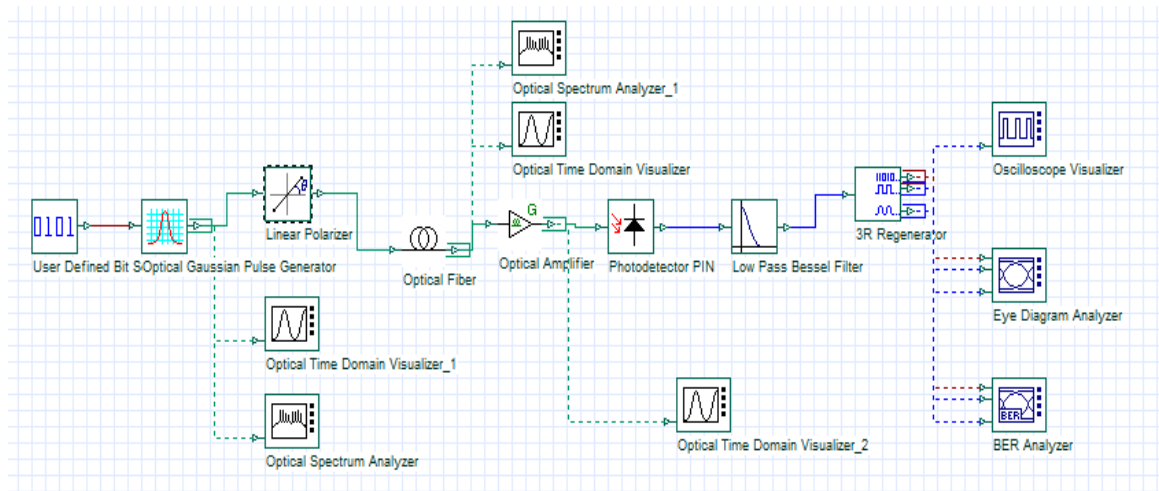 Optical Spectrum Analyzer_1
Optical Time Domain Visualizer
Oscilloscope Visualizer
11010..
θ
0101
G
Linear Polarizer
3R Regenerator
User Defined Bit S
Optical Gaussian Pulse Generator
Optical Fiber
Optical Amplifier
Photodetector PIN
Low Pass Bessel Filter
Eye Diagram Analyzer
Optical Time Domain Visualizer_1
BER
Optical Time Domain Visualizer_2
BER Analyzer
Optical Spectrum Analyzer